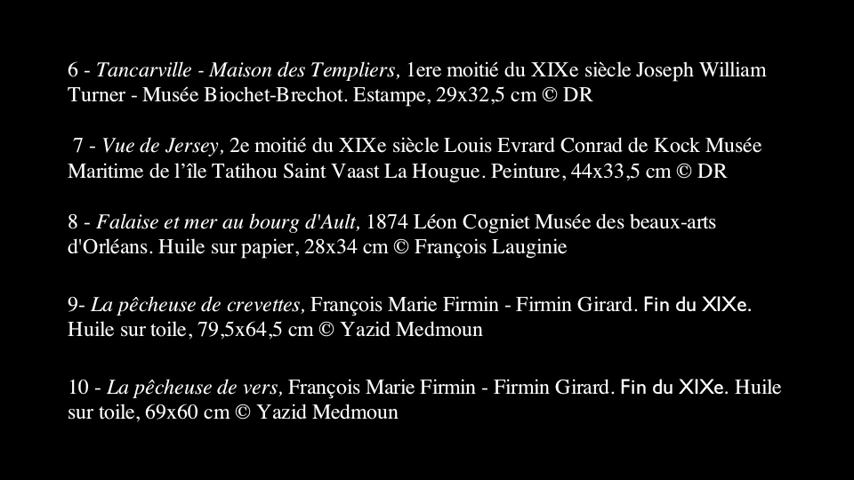 6 - Tancarville - Maison des Templiers, 1ere moitié du XIXe siècle Joseph William
Turner - Musée Biochet-Brechot. Estampe, 29x32,5 cm © DR
7 - Vue de Jersey, 2e moitié du XIXe siècle Louis Evrard Conrad de Kock Musée
Maritime de l’île Tatihou Saint Vaast La Hougue. Peinture, 44x33,5 cm © DR
8 - Falaise et mer au bourg d'Ault, 1874 Léon Cogniet Musée des beaux-arts
d'Orléans. Huile sur papier, 28x34 cm © François Lauginie
9- La pêcheuse de crevettes, François Marie Firmin - Firmin Girard. Fin du XIXe.
Huile sur toile, 79,5x64,5 cm © Yazid Medmoun
10 - La pêcheuse de vers, François Marie Firmin - Firmin Girard. Fin du XIXe. Huile
sur toile, 69x60 cm © Yazid Medmoun